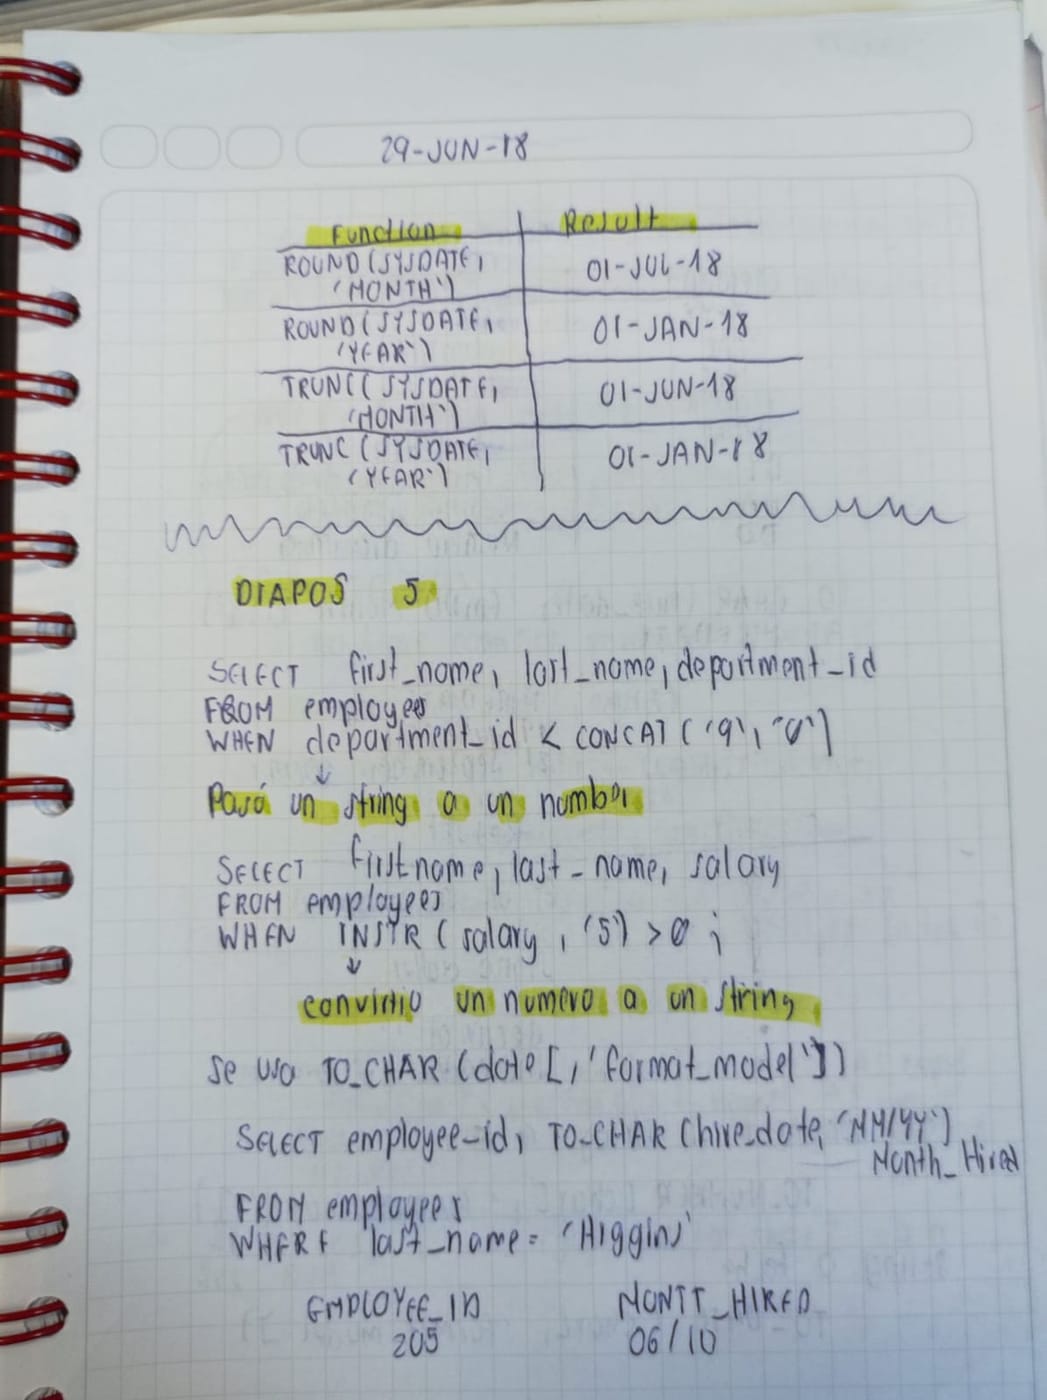 29-JUN-18
Function Result
ROUND(SYSDATE, 01-JUL-18
'MONTH')
ROUND(SYSDATE, 01-JAN-18
'YEAR')
TRUNC(SYSDATE, 01-JUN-18
'MONTH')
TRUNC(SYSDATE, 01-JAN-18
'YEAR')
DIAPOS 5
SELECT first_name, last_name, department_id
FROM employees
WHEN department_id < CONCAT('9', '0')
↓
Pasó un string a un number
SELECT firstname, last_name, salary
FROM employees
WHEN INSTR(salary, '5') > 0;
↓
convirtio un numero a un string
Se usa TO_CHAR (date [, 'format_model'])
SELECT employee_id, TO_CHAR (hire_date, 'MM/YY')
Month_Hired
FROM employees
WHERE last_name = 'Higgins'
EMPLOYEE_ID MONTT_HIRED
205 06/10